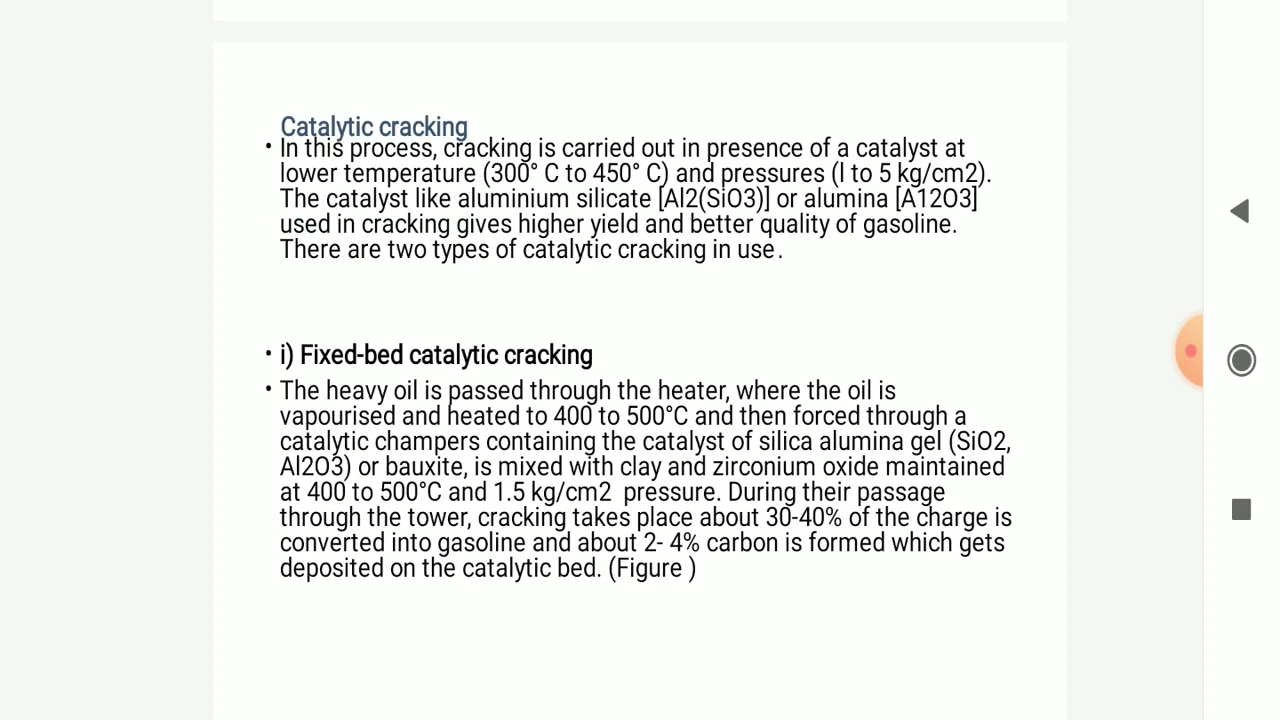 Catalytic cracking
• In this process, cracking is carried out in presence of a catalyst at
lower temperature (300° C to 450° C) and pressures (l to 5 kg/cm2).
The catalyst like aluminium silicate [Al2(SiO3)] or alumina [A12O3]
used in cracking gives higher yield and better quality of gasoline.
There are two types of catalytic cracking in use.
• i) Fixed-bed catalytic cracking
• The heavy oil is passed through the heater, where the oil is
vapourised and heated to 400 to 500°C and then forced through a
catalytic champers containing the catalyst of silica alumina gel (SiO2,
Al2O3) or bauxite, is mixed with clay and zirconium oxide maintained
at 400 to 500°C and 1.5 kg/cm2 pressure. During their passage
through the tower, cracking takes place about 30-40% of the charge is
converted into gasoline and about 2- 4% carbon is formed which gets
deposited on the catalytic bed. (Figure )